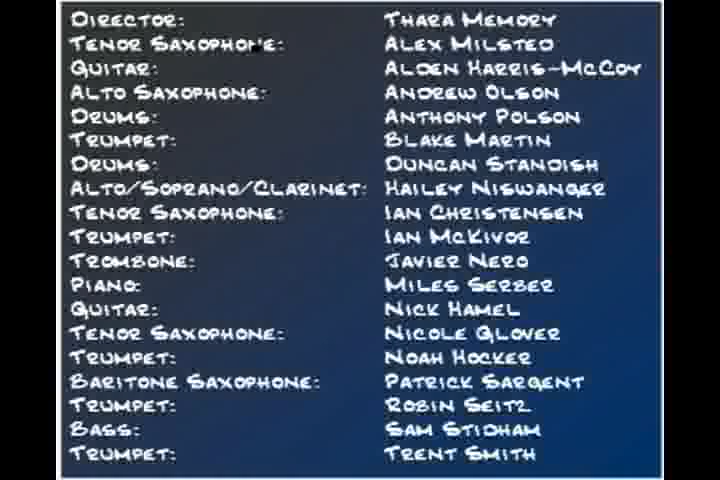 Director: Thara Memory
Tenor Saxophone: Alex Milsted
Guitar: Alden Harris-McCoy
Alto Saxophone: Andrew Olson
Drums: Anthony Polson
Trumpet: Blake Martin
Drums: Duncan Standish
Alto/Soprano/Clarinet: Hailey Niswanger
Tenor Saxophone: Ian Christensen
Trumpet: Ian McKivor
Trombone: Javier Nero
Piano: Miles Serber
Guitar: Nick Hamel
Tenor Saxophone: Nicole Glover
Trumpet: Noah Hocker
Baritone Saxophone: Patrick Sargent
Trumpet: Robin Seitz
Bass: Sam Stidham
Trumpet: Trent Smith